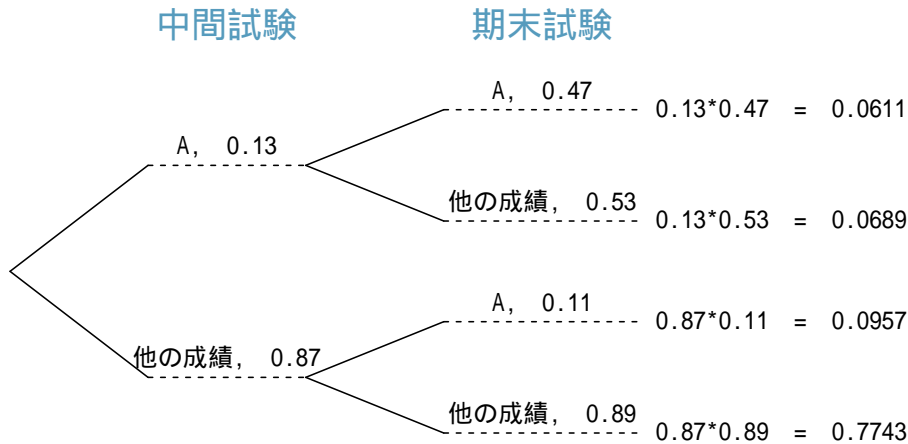 中間試験 期末試験
A, 0.47
0.13*0.47 = 0.0611
A, 0.13
他の成績, 0.53
0.13*0.53 = 0.0689
A, 0.11
0.87*0.11 = 0.0957
他の成績, 0.87
他の成績, 0.89
0.87*0.89 = 0.7743